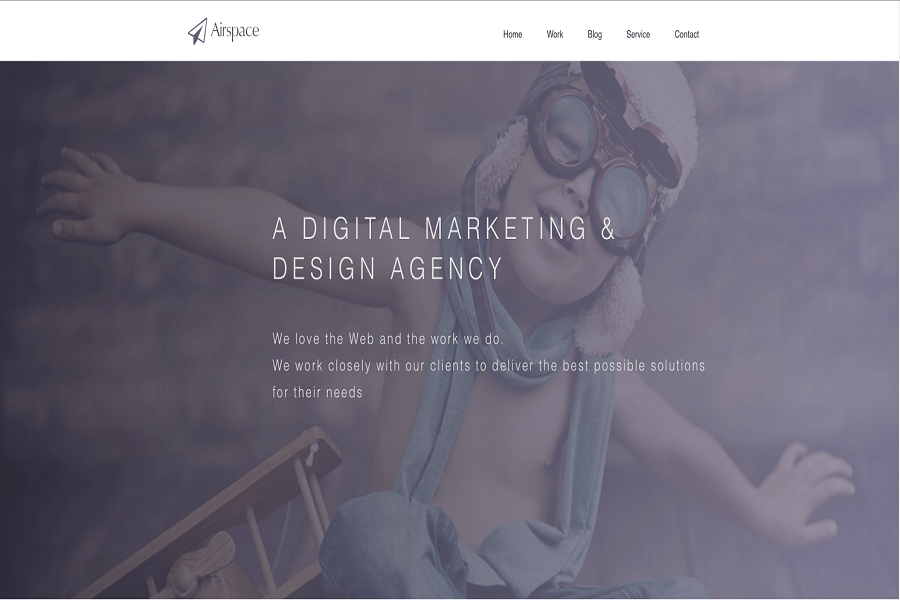 Airspace
Home Work Blog Service Contact
A DIGITAL MARKETING &
DESIGN AGENCY
We love the Web and the work we do.
We work closely with our clients to deliver the best possible solutions
for their needs